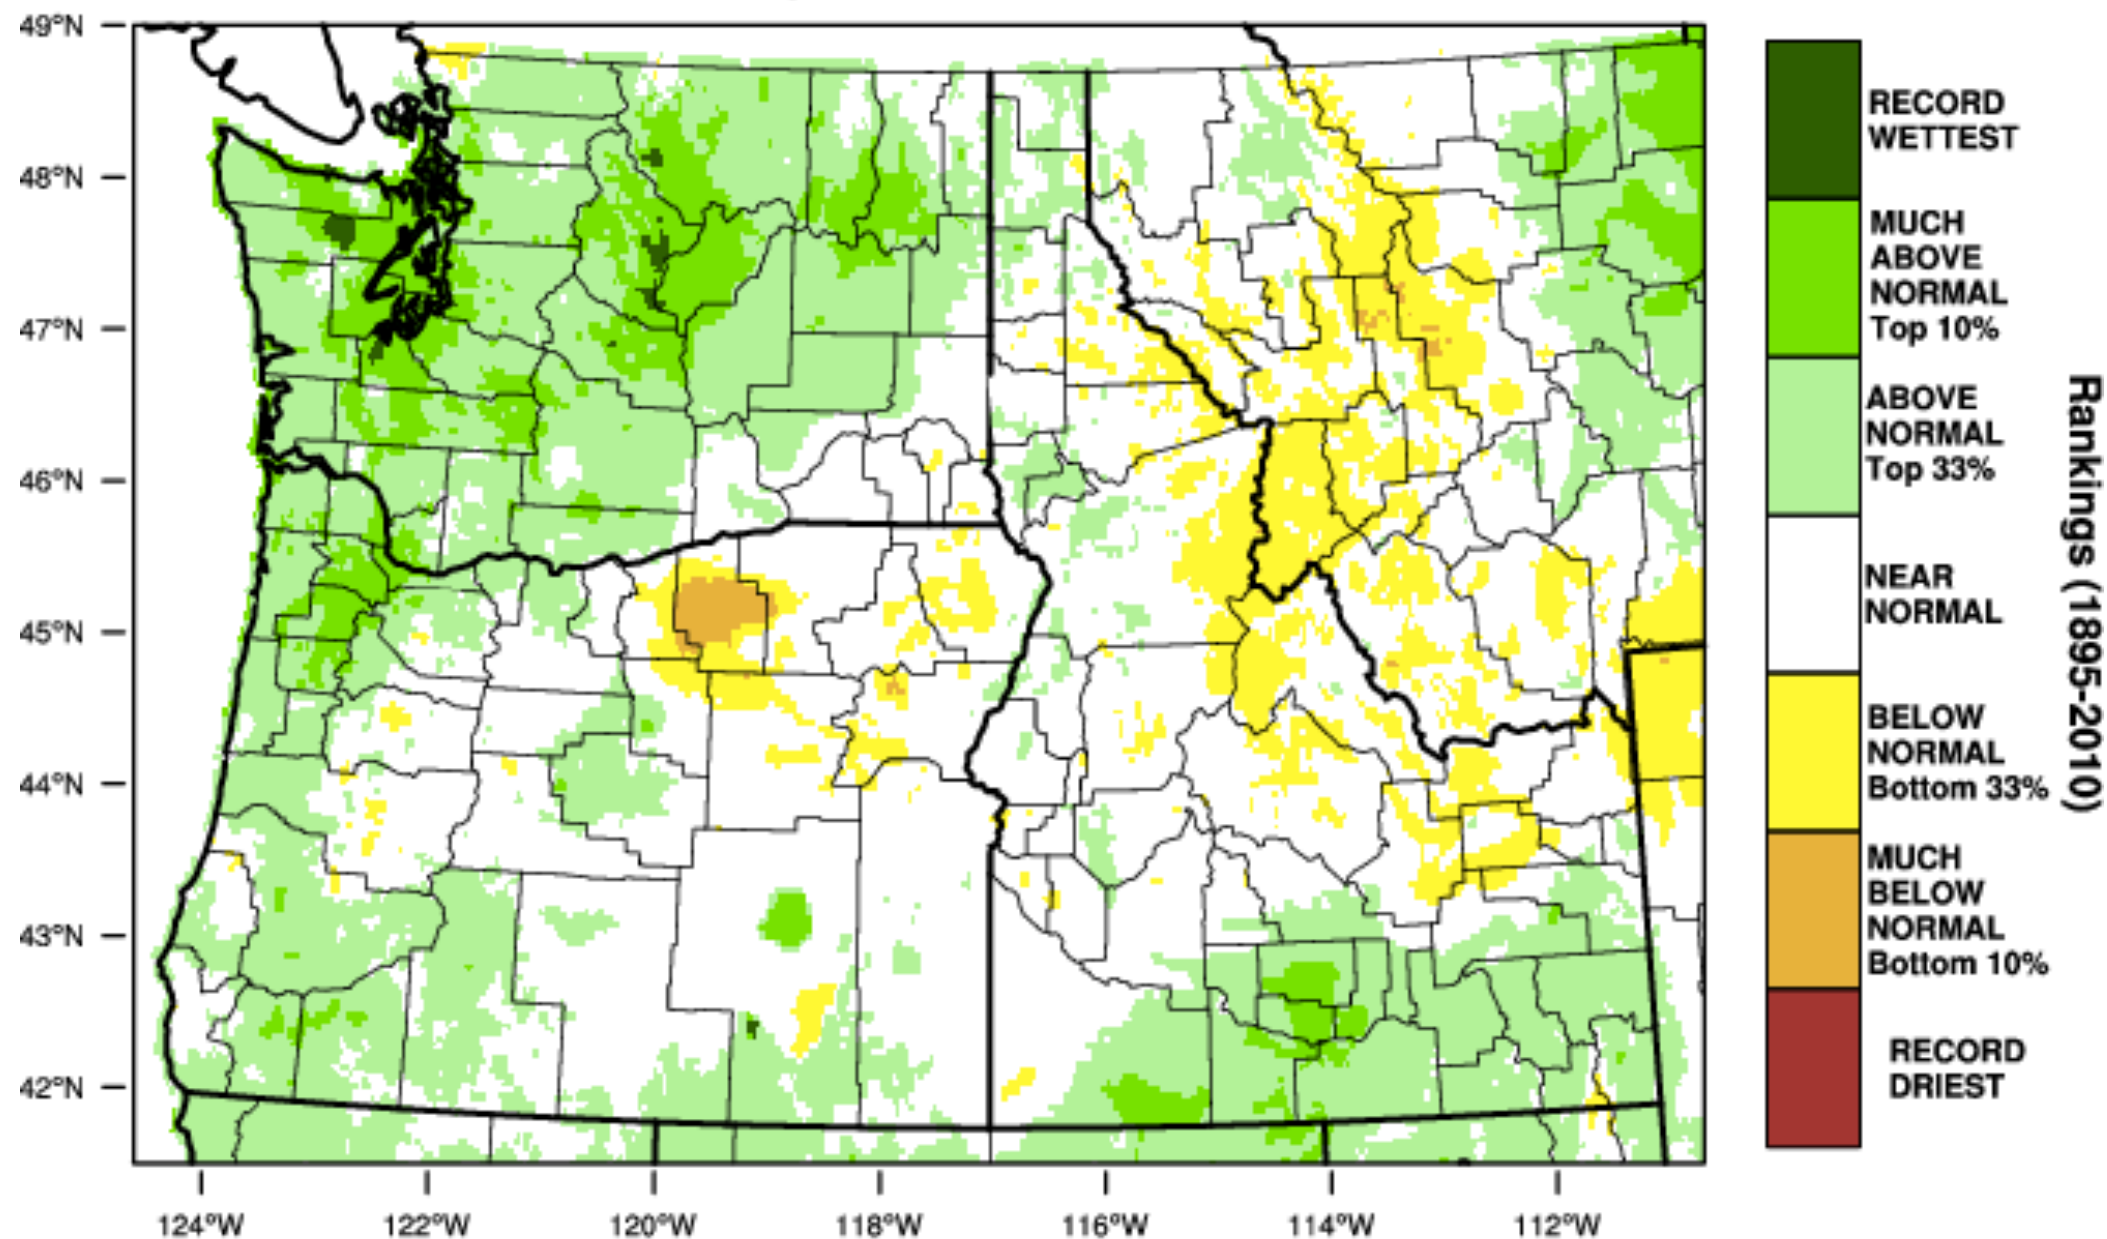 49°N
48°N
47°N
46°N
45°N
44°N
43°N
42°N
124°W
122°W
120°W
118°W
116°W
114°W
112°W
RECORD
WETTEST
MUCH
ABOVE
NORMAL
Top 10%
ABOVE
NORMAL
Top 33%
NEAR
NORMAL
BELOW
NORMAL
Bottom 33%
MUCH
BELOW
NORMAL
Bottom 10%
RECORD
DRIEST
Rankings (1895-2010)